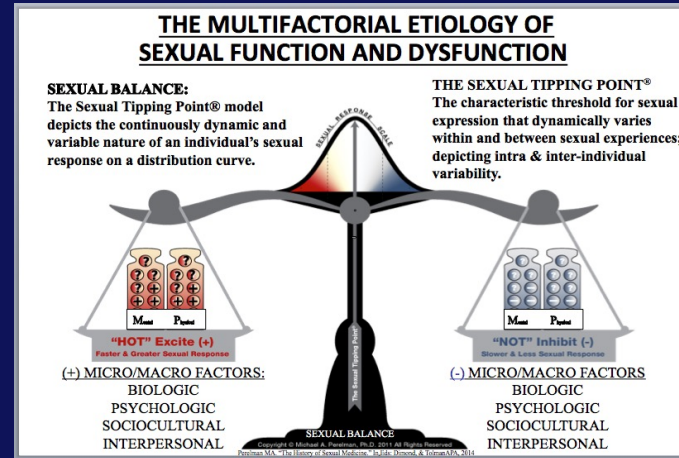 THE MULTIFACTORIAL ETIOLOGY OF
SEXUAL FUNCTION AND DYSFUNCTION
SEXUAL BALANCE:
The Sexual Tipping Point® model
depicts the continuously dynamic and
variable nature of an individual's sexual
response on a distribution curve.
THE SEXUAL TIPPING POINT®
The characteristic threshold for sexual
expression that dynamically varies
within and between sexual experiences;
depicting intra & inter-individual
variability.
SEXUAL RESPONSE SCALE
Mental Physical
"HOT" Excite (+)
Faster & Greater Sexual Response
(+) MICRO/MACRO FACTORS:
BIOLOGIC
PSYCHOLOGIC
SOCIOCULTURAL
INTERPERSONAL
The Sexual Tipping Point®
Mental Physical
"NOT" Inhibit (-)
Slower & Less Sexual Response
(-) MICRO/MACRO FACTORS
BIOLOGIC
PSYCHOLOGIC
SOCIOCULTURAL
INTERPERSONAL
SEXUAL BALANCE
Copyright © Michael A. Perelman, Ph.D. 2011 All Rights Reserved
Perelman MA. "The History of Sexual Medicine." In, Diamond, & TolmanAPA, 2014